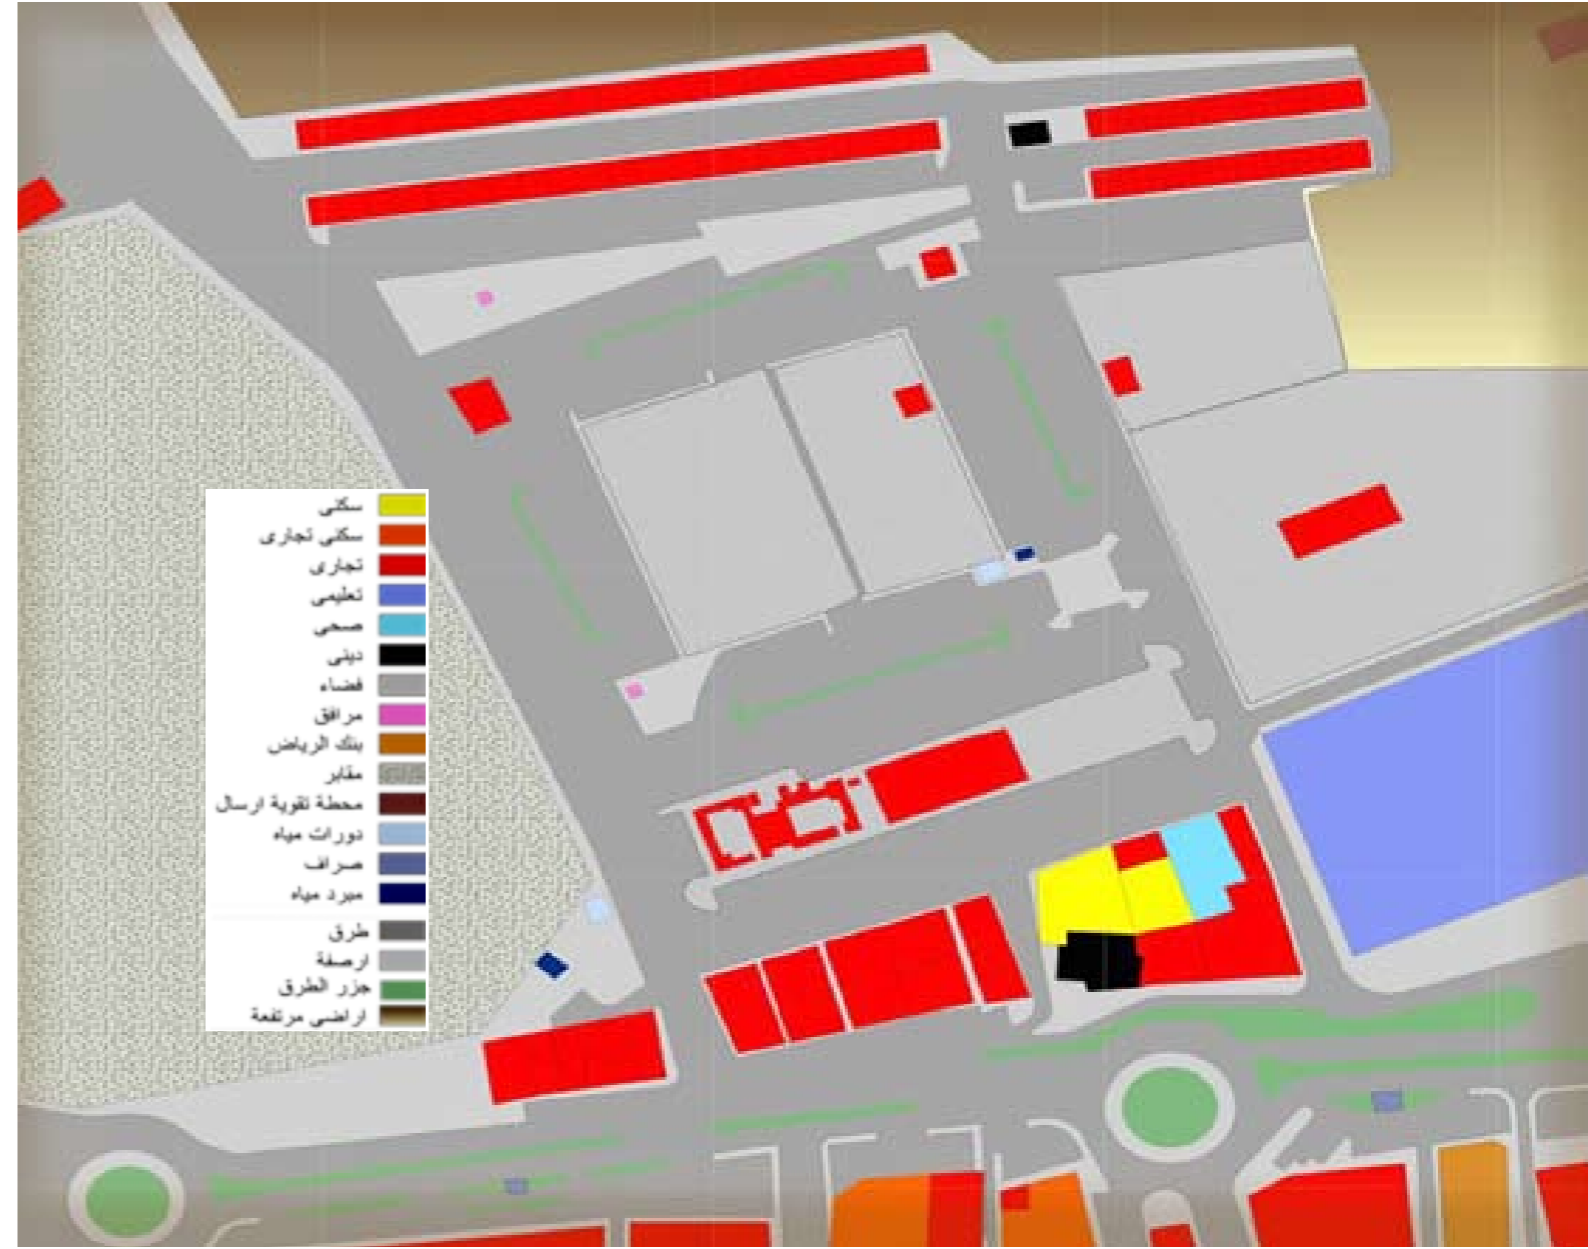 سكنى
سكنى تجارى
تجارى
تعليمى
صحى
دينى
فضاء
مرافق
بنك الرياض
مقابر
محطة تقوية ارسال
دورات مياه
صراف
مبرد مياه
طرق
ارصفة
جزر الطرق
اراضى مرتفعة